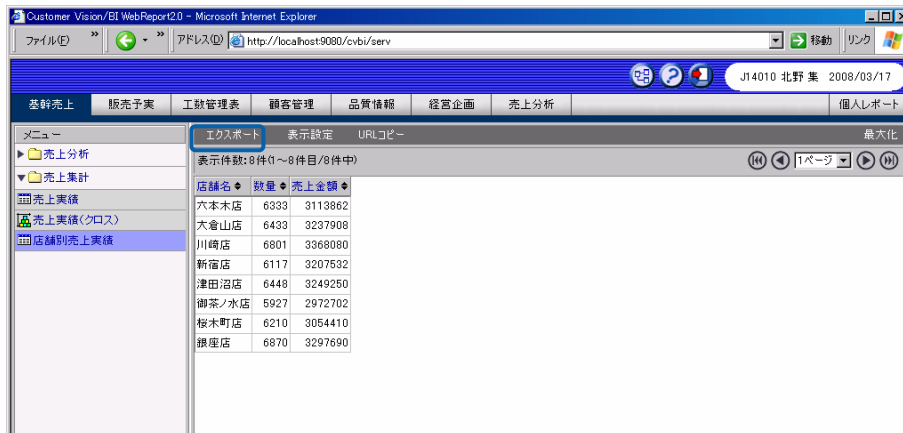 Customer Vision/BI WebReport2.0 - Microsoft Internet Explorer
ファイル(F) » » アドレス(D) http://localhost:9080/cvbi/serv 移動 リンク
J14010 北野 集 2008/03/17
基幹売上 販売予実 工数管理表 顧客管理 品質情報 経営企画 売上分析 個人レポート
メニュー エクスポート 表示設定 URLコピー 最大化
売上分析
売上集計
売上実績
売上実績(クロス)
店舗別売上実績
表示件数:8件(1～8件目/8件中) 1ページ
店舗名 数量 売上金額
六本木店 6333 3113862
大倉山店 6433 3237908
川崎店 6801 3368080
新宿店 6117 3207532
津田沼店 6448 3249250
御茶ノ水店 5927 2972702
桜木町店 6210 3054410
銀座店 6870 3297690